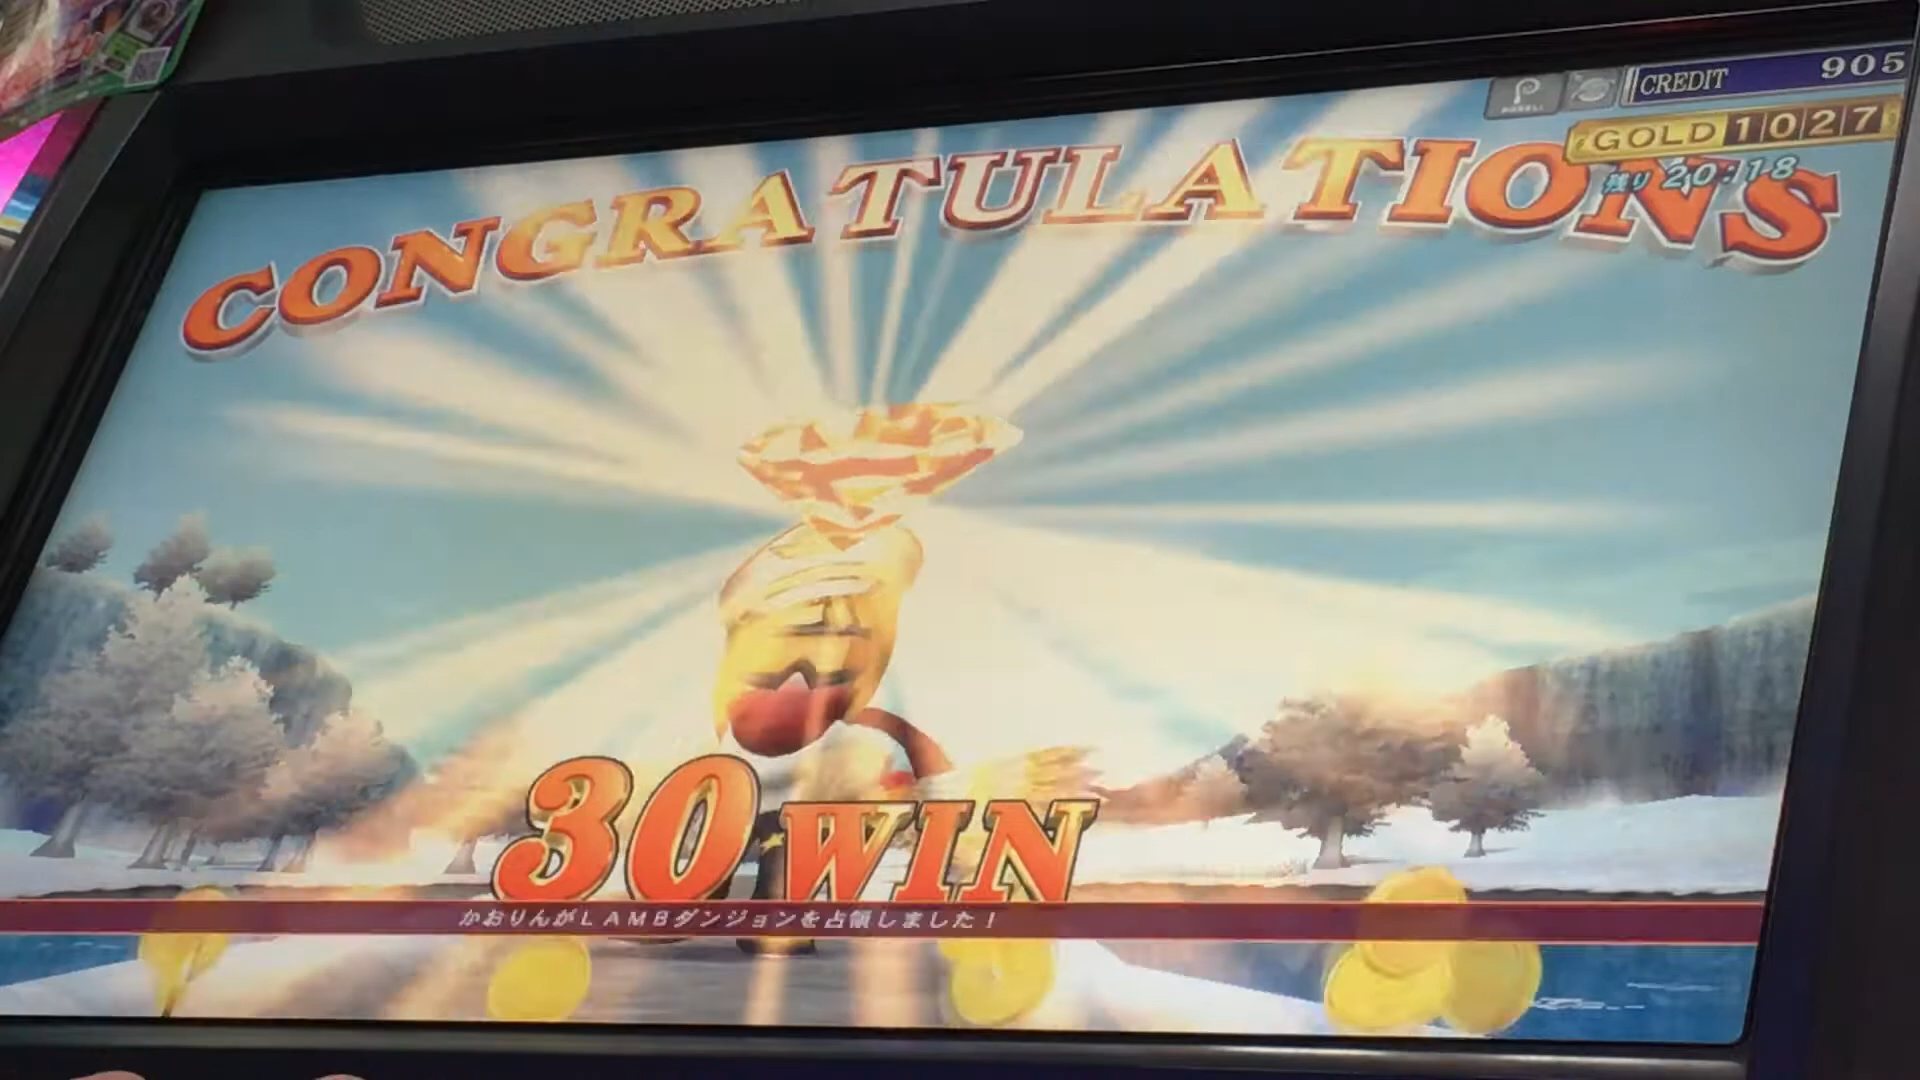 CREDIT 905
GOLD 1027
残り 20:18
CONGRATULATIONS
30 WIN
かおりんがＬＡＭＢダンジョンを占領しました！